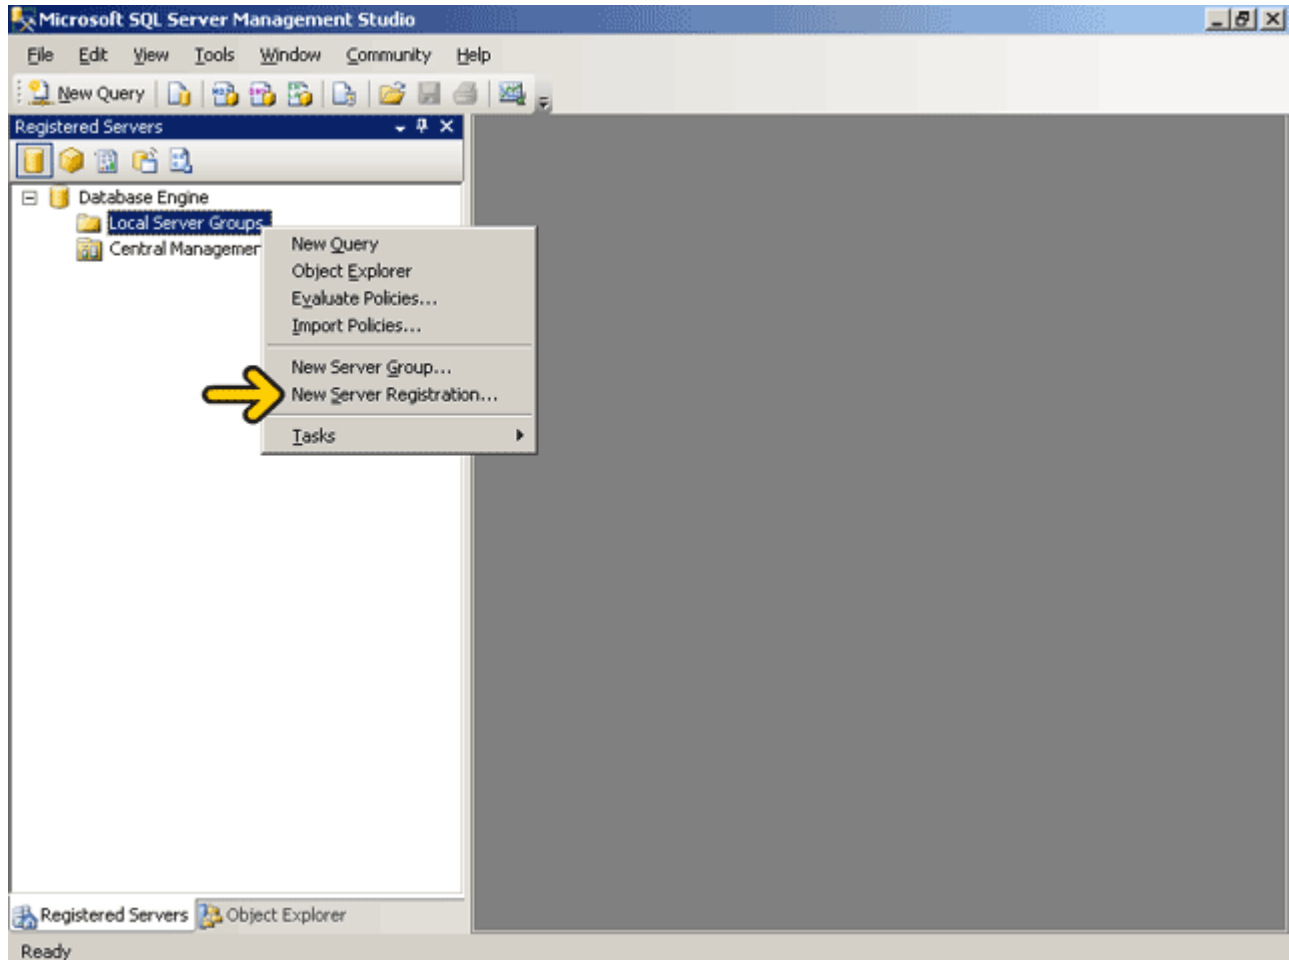 Microsoft SQL Server Management Studio
File Edit View Tools Window Community Help
New Query
Registered Servers
Database Engine
Local Server Groups
Central Managemen
New Query
Object Explorer
Evaluate Policies...
Import Policies...
New Server Group...
New Server Registration...
Tasks
Registered Servers Object Explorer
Ready